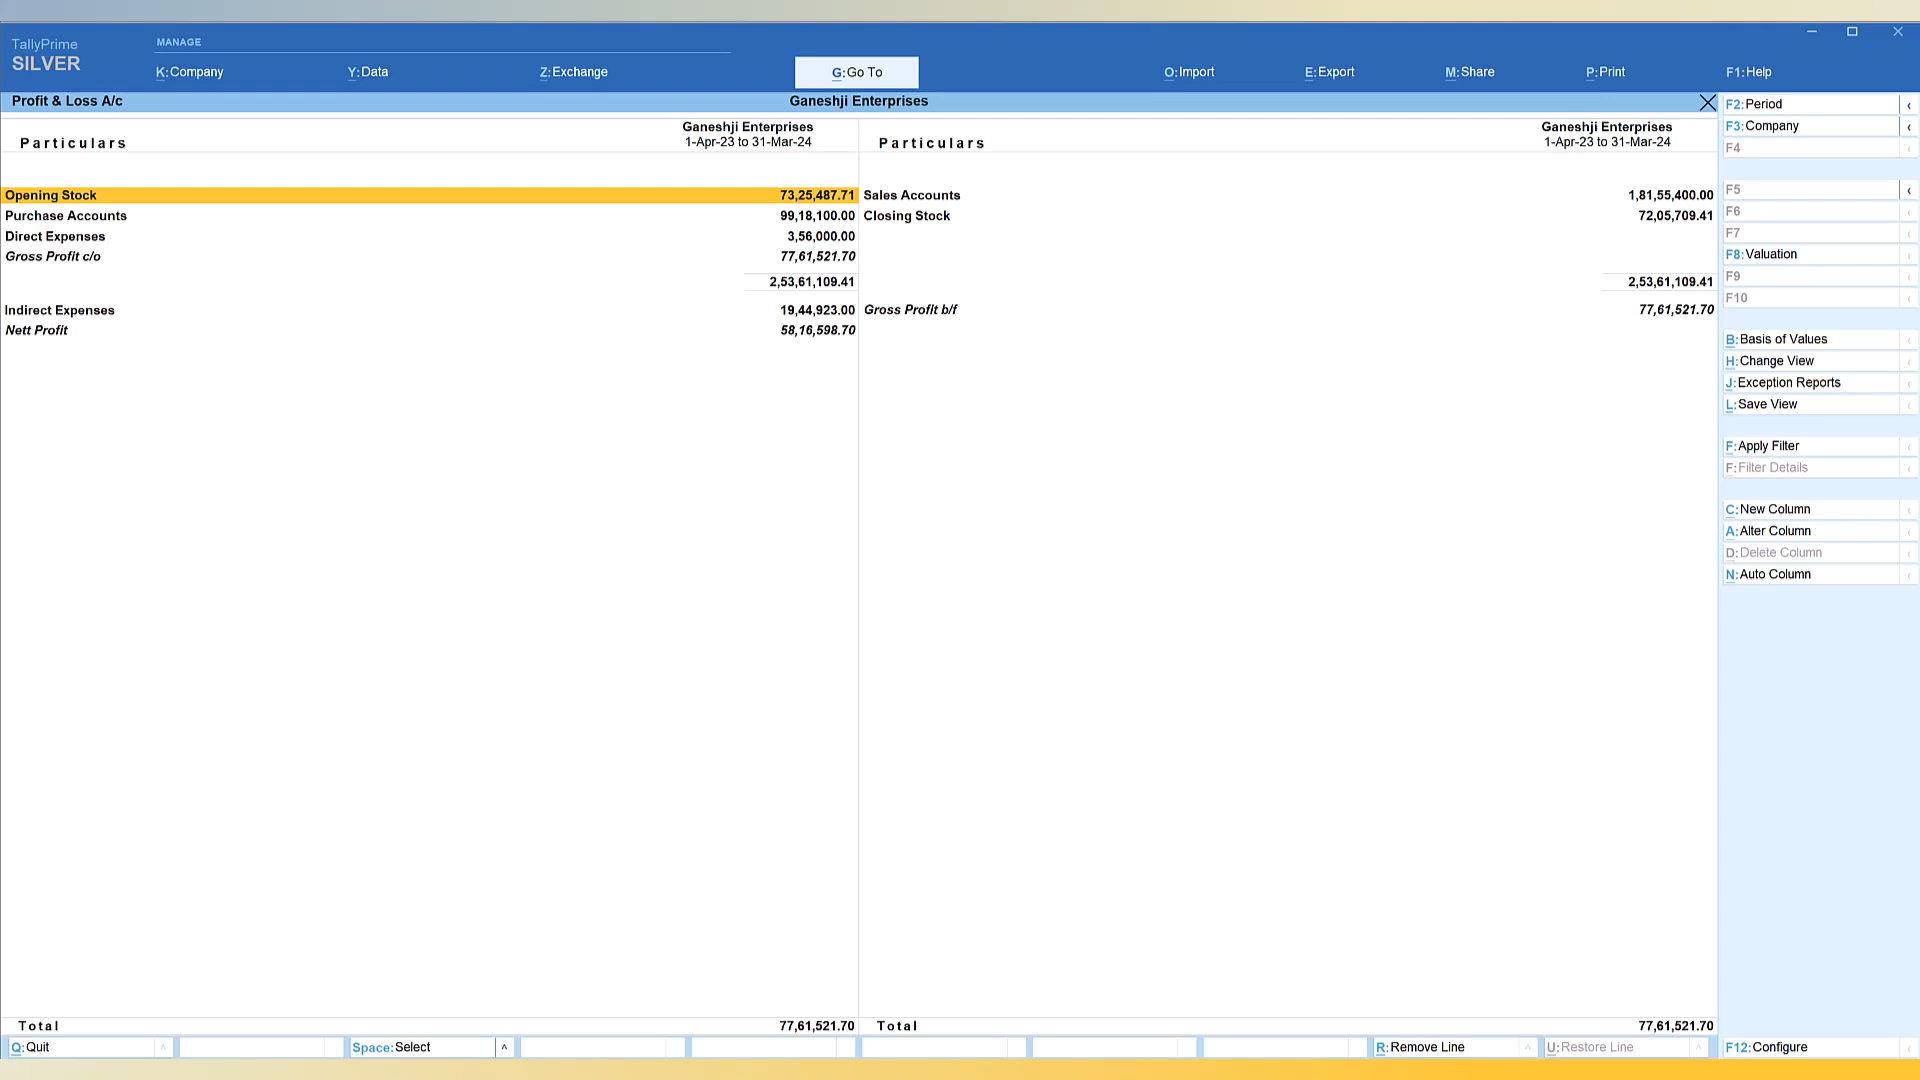 TallyPrime
SILVER
MANAGE
K:Company
Y:Data
Z:Exchange
G:Go To
O:Import
E:Export
M:Share
P:Print
F1:Help
Profit & Loss A/c
Ganeshji Enterprises
Particulars
Ganeshji Enterprises
1-Apr-23 to 31-Mar-24
Opening Stock 73,25,487.71
Purchase Accounts 99,18,100.00
Direct Expenses 3,56,000.00
Gross Profit c/o 77,61,521.70
2,53,61,109.41
Indirect Expenses 19,44,923.00
Nett Profit 58,16,598.70
Total 77,61,521.70
Particulars
Ganeshji Enterprises
1-Apr-23 to 31-Mar-24
Sales Accounts 1,81,55,400.00
Closing Stock 72,05,709.41
2,53,61,109.41
Gross Profit b/f 77,61,521.70
Total 77,61,521.70
F2:Period
F3:Company
F4
F5
F6
F7
F8:Valuation
F9
F10
B:Basis of Values
H:Change View
J:Exception Reports
L:Save View
F:Apply Filter
F:Filter Details
C:New Column
A:Alter Column
D:Delete Column
N:Auto Column
Q:Quit
Space:Select
R:Remove Line
U:Restore Line
F12:Configure